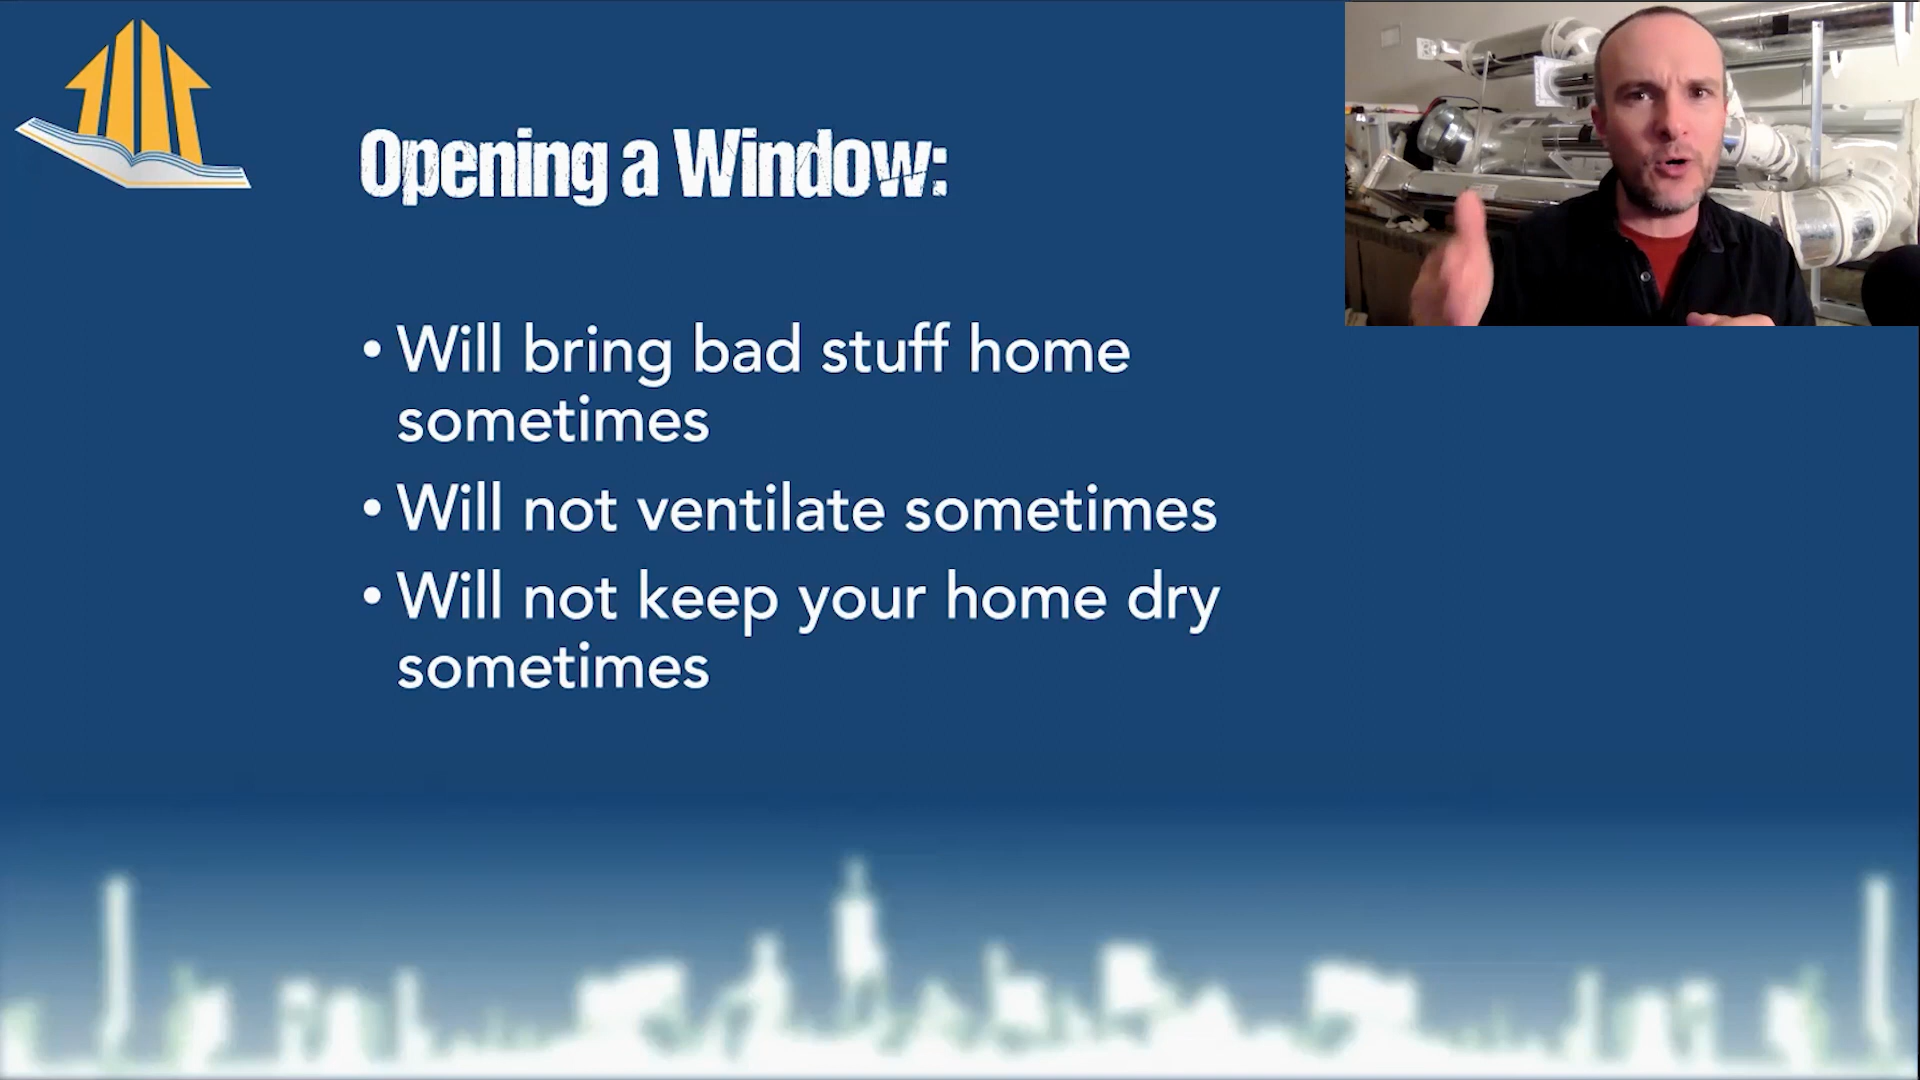 Opening a Window:
• Will bring bad stuff home
sometimes
• Will not ventilate sometimes
• Will not keep your home dry
sometimes